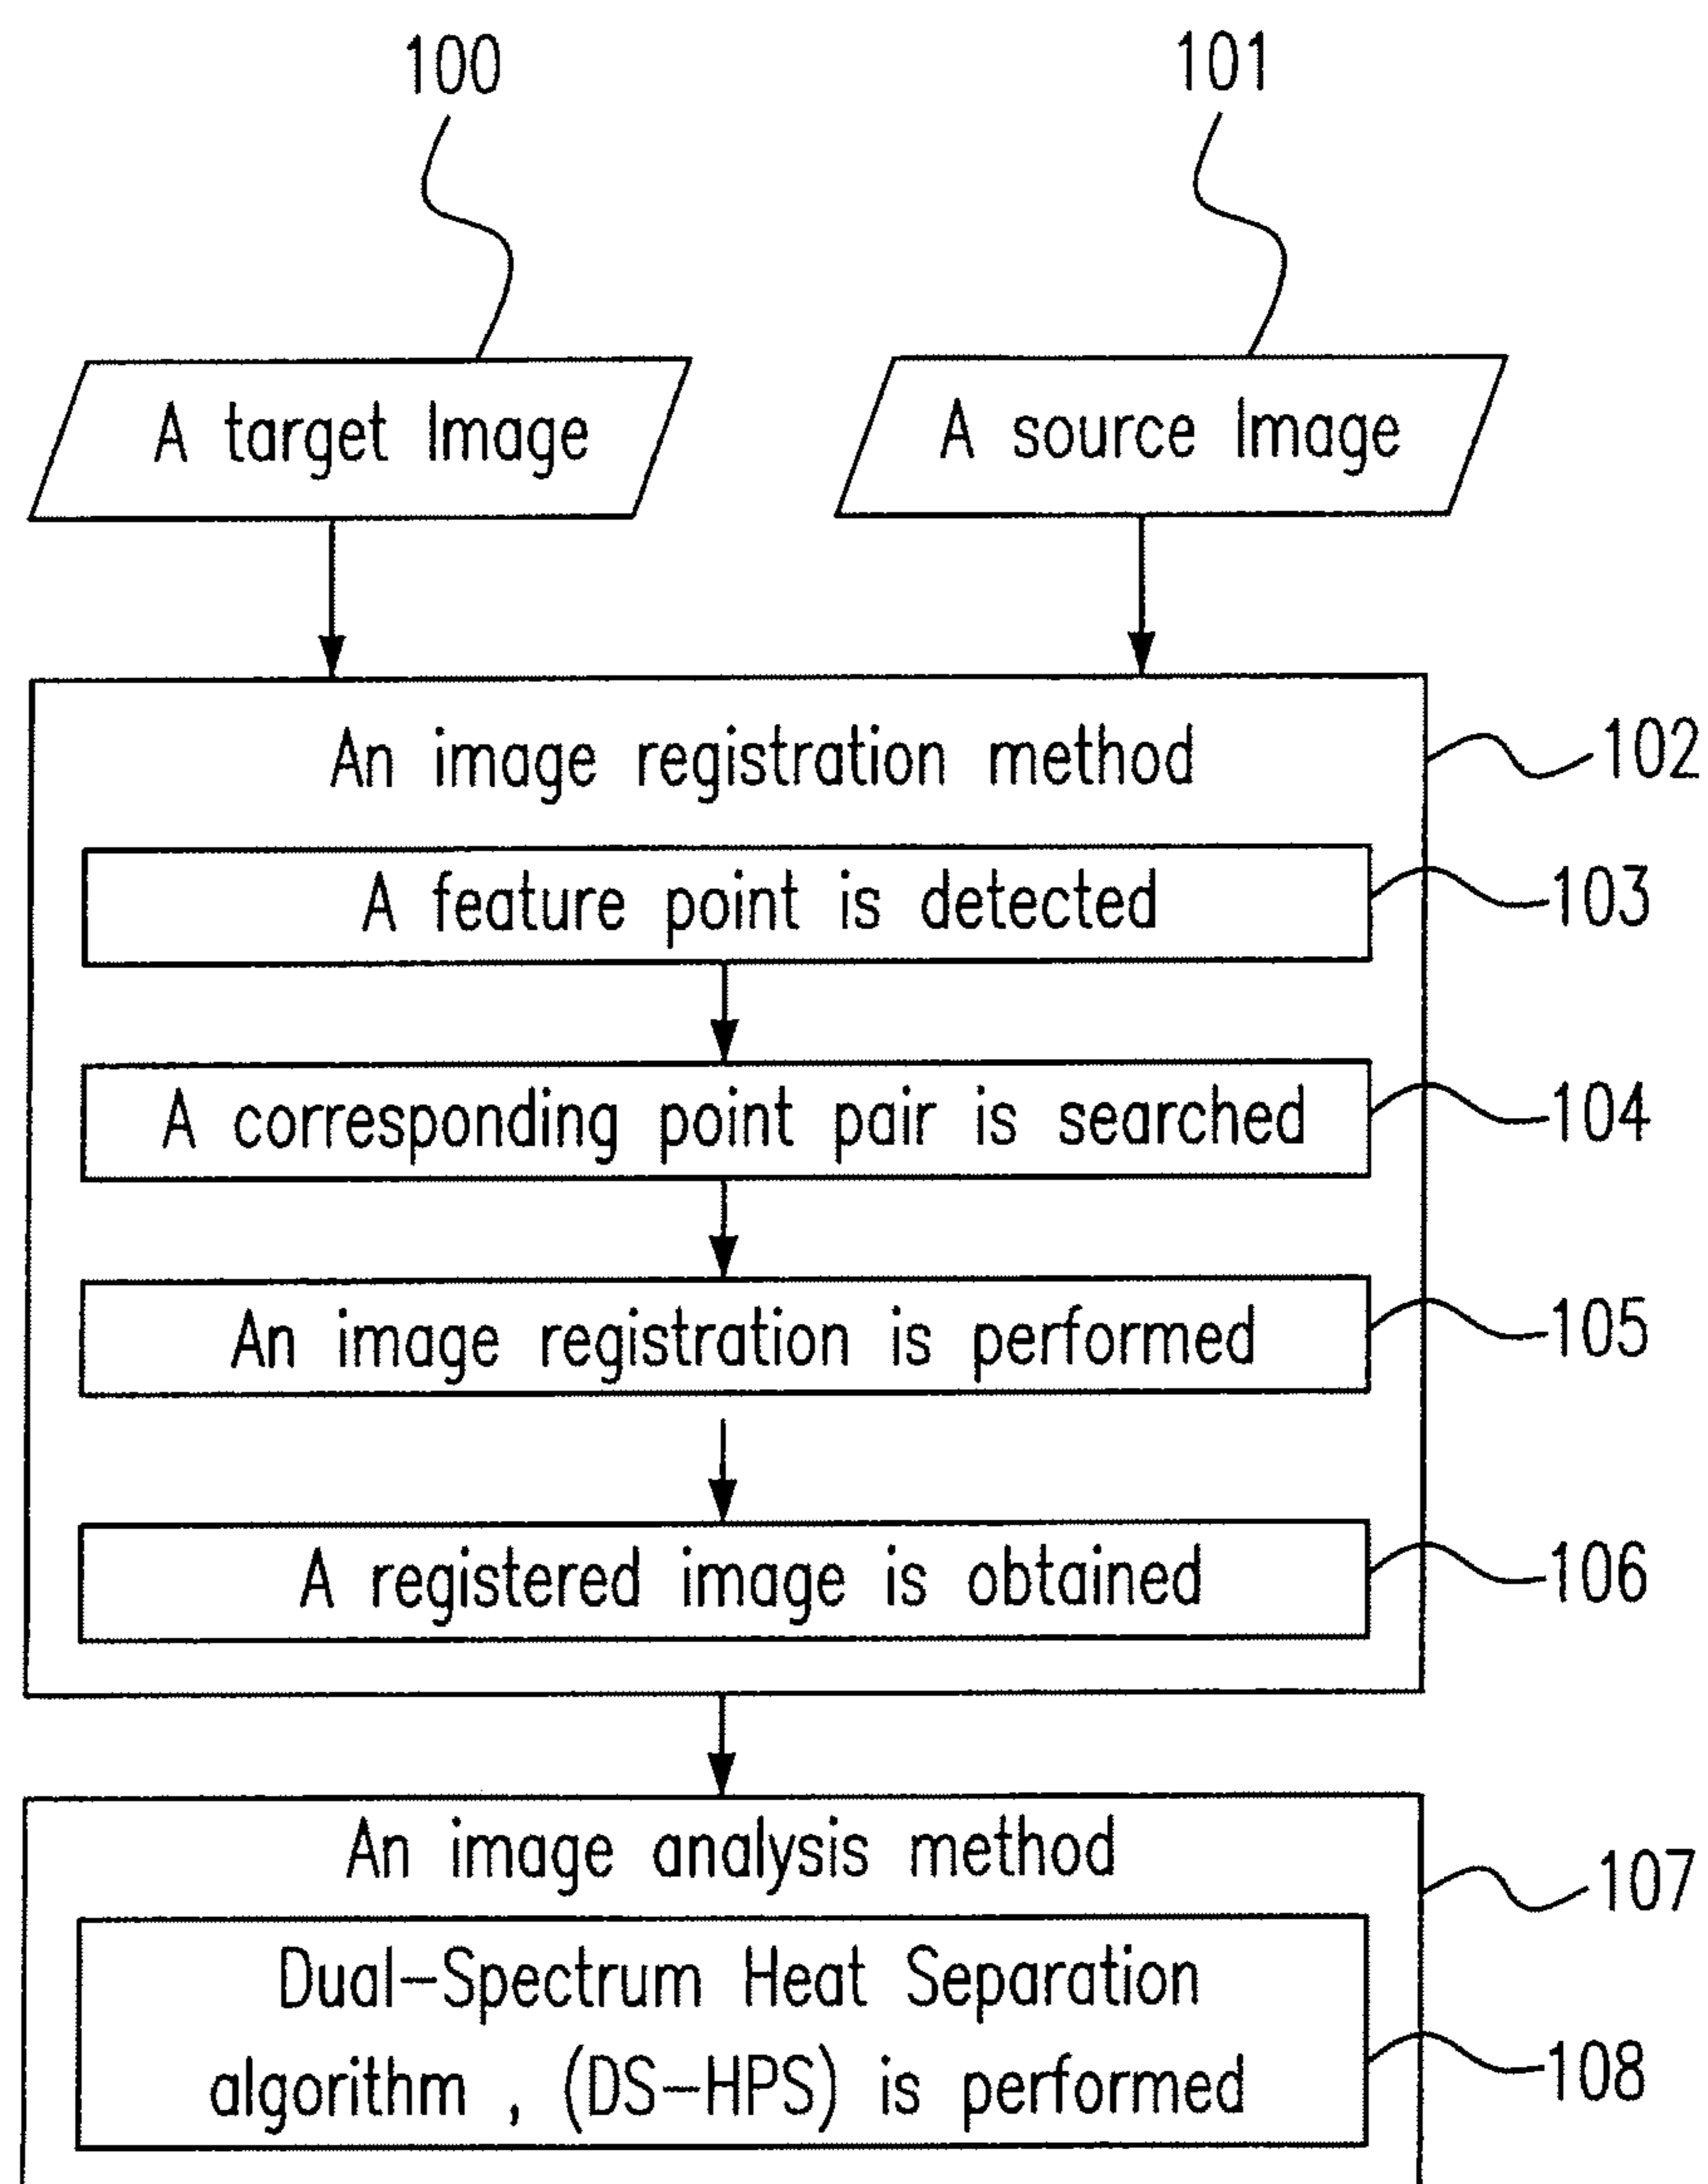 100
101
A target Image
A source Image
An image registration method
102
A feature point is detected
103
A corresponding point pair is searched
104
An image registration is performed
105
A registered image is obtained
106
An image analysis method
107
Dual-Spectrum Heat Separation
algorithm , (DS-HPS) is performed
108